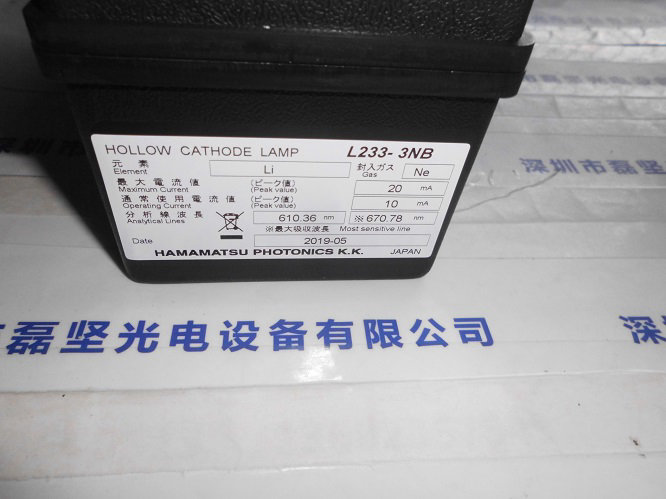 HOLLOW CATHODE LAMP L233- 3NB
元素 Element Li 封入ガス Gas Ne
最大電流値 Maximum Current (ピーク値) (Peak value) 20 mA
通常使用電流値 Operating Current (ピーク値) (Peak value) 10 mA
分析線波長 Analytical Lines 610.36 nm ※670.78 nm
※最大吸収波長 Most sensitive line
Date 2019-05
HAMAMATSU PHOTONICS K.K. JAPAN
深圳市磊坚
市磊坚光电设备有限公司 深